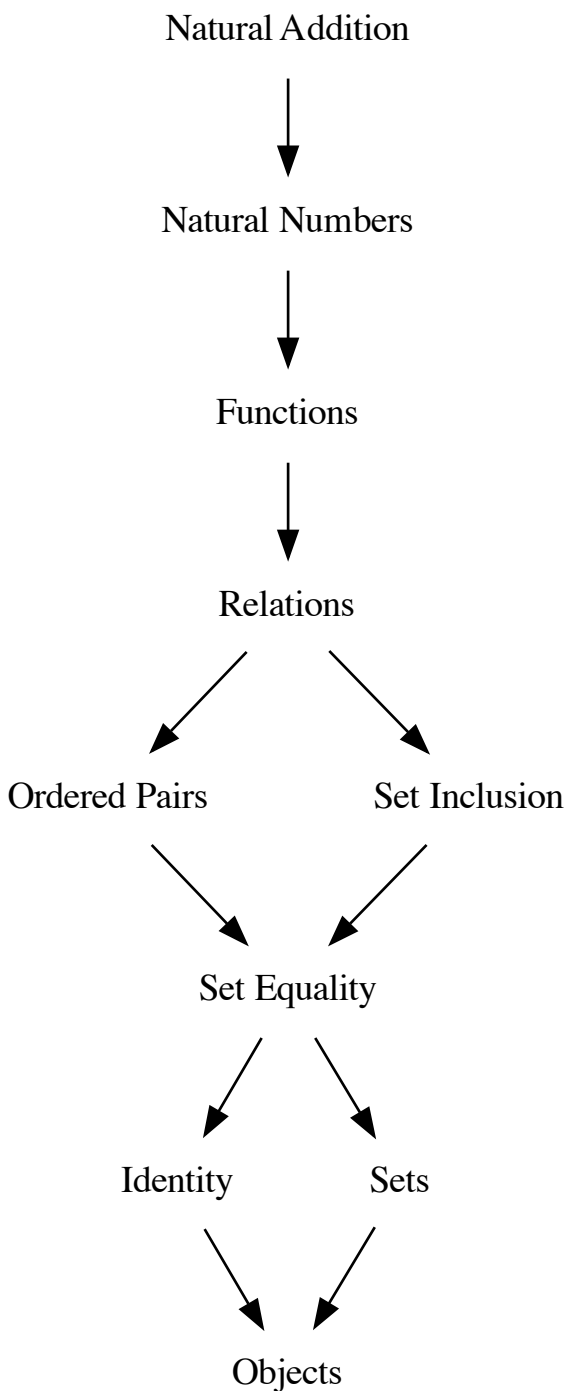 Natural Addition
Natural Numbers
Functions
Relations
Ordered Pairs
Set Inclusion
Set Equality
Identity
Sets
Objects